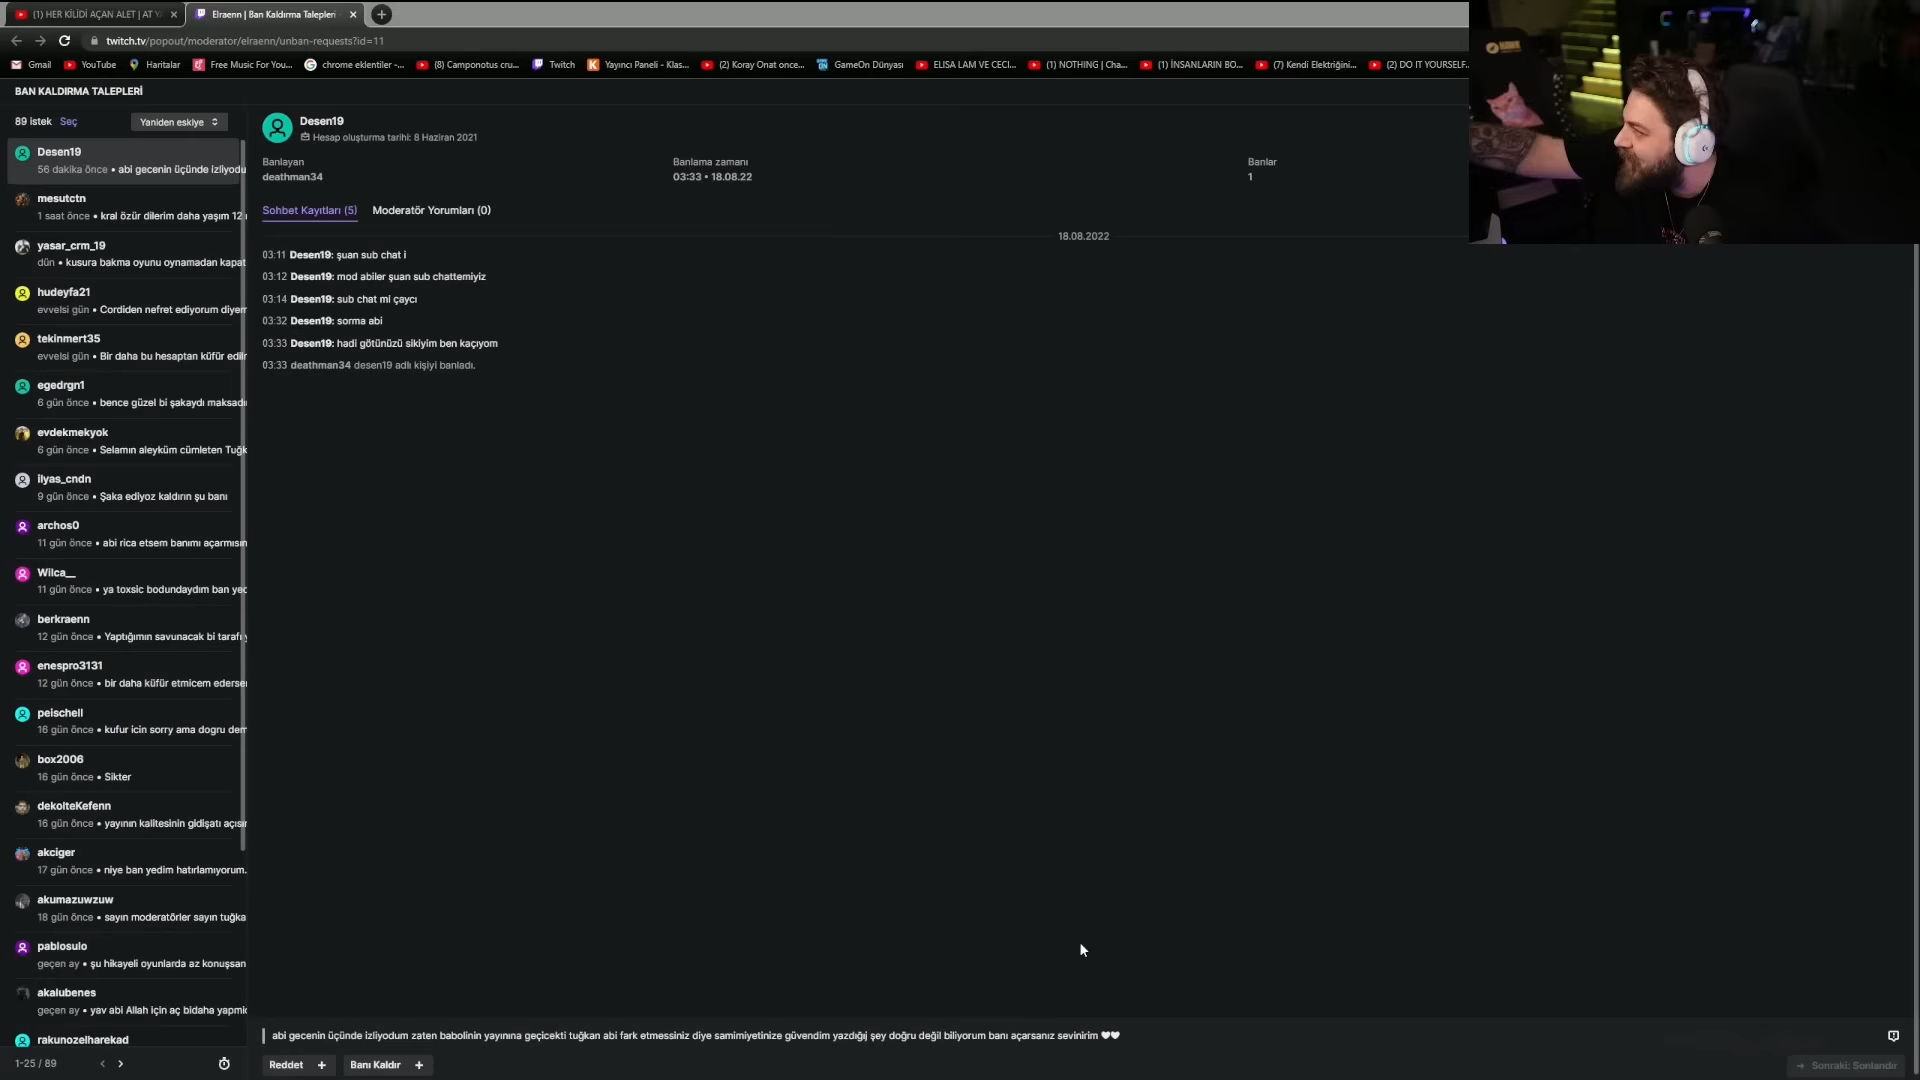 (1) HER KİLİDİ AÇAN ALET | AT YA
Elraenn | Ban Kaldırma Talepleri
twitch.tv/popout/moderator/elraenn/unban-requests?id=11
Gmail YouTube Haritalar Free Music For You... chrome eklentiler -... (8) Camponotus cru... Twitch Yayıncı Paneli - Klas... (2) Koray Onat once... GameOn Dünyası ELISA LAM VE CECI... (1) NOTHING | Cha... (1) İNSANLARIN BO... (7) Kendi Elektriğini... (2) DO IT YOURSELF...
BAN KALDIRMA TALEPLERİ
89 istek Seç Yeniden eskiye
Desen19
56 dakika önce • abi gecenin üçünde izliyodu
mesutctn
1 saat önce • kral özür dilerim daha yaşım 12
yasar_crm_19
dün • kusura bakma oyunu oynamadan kapat
hudeyfa21
evvelsi gün • Cordiden nefret ediyorum diyem
tekinmert35
evvelsi gün • Bir daha bu hesaptan küfür edilm
egedrgn1
6 gün önce • bence güzel bi şakaydı maksadı
evdekmekyok
6 gün önce • Selamın aleyküm cümleten Tuğk
ilyas_cndn
9 gün önce • Şaka ediyoz kaldırın şu banı
archos0
11 gün önce • abi rica etsem banımı açarmısın
Wilca__
11 gün önce • ya toxsic bodundaydım ban yed
berkraenn
12 gün önce • Yaptığımın savunacak bi tarafı y
enespro3131
12 gün önce • bir daha küfür etmicem ederse
peischell
16 gün önce • kufur icin sorry ama dogru dem
box2006
16 gün önce • Sikter
dekolteKefenn
16 gün önce • yayının kalitesinin gidişatı açısı
akciger
17 gün önce • niye ban yedim hatırlamıyorum.
akumazuwzuw
18 gün önce • sayın moderatörler sayın tuğka
pablosulo
geçen ay • şu hikayeli oyunlarda az konuşsan
akalubenes
geçen ay • yav abi Allah için aç bidaha yapmı
rakunozelharekad
1-25 / 89
Desen19
Hesap oluşturma tarihi: 8 Haziran 2021
Banlayan Banlama zamanı Banlar
deathman34 03:33 • 18.08.22 1
Sohbet Kayıtları (5) Moderatör Yorumları (0)
18.08.2022
03:11 Desen19: şuan sub chat i
03:12 Desen19: mod abiler şuan sub chattemiyiz
03:14 Desen19: sub chat mi çaycı
03:32 Desen19: sorma abi
03:33 Desen19: hadi götünüzü sikiyim ben kaçıyom
03:33 deathman34 desen19 adlı kişiyi banladı.
abi gecenin üçünde izliyodum zaten babolinin yayınına geçicekti tuğkan abi fark etmessiniz diye samimiyetinize güvendim yazdığıj şey doğru değil biliyorum banı açarsanız sevinirim ♥♥
Reddet + Banı Kaldır +
Sonraki: Sonlandır